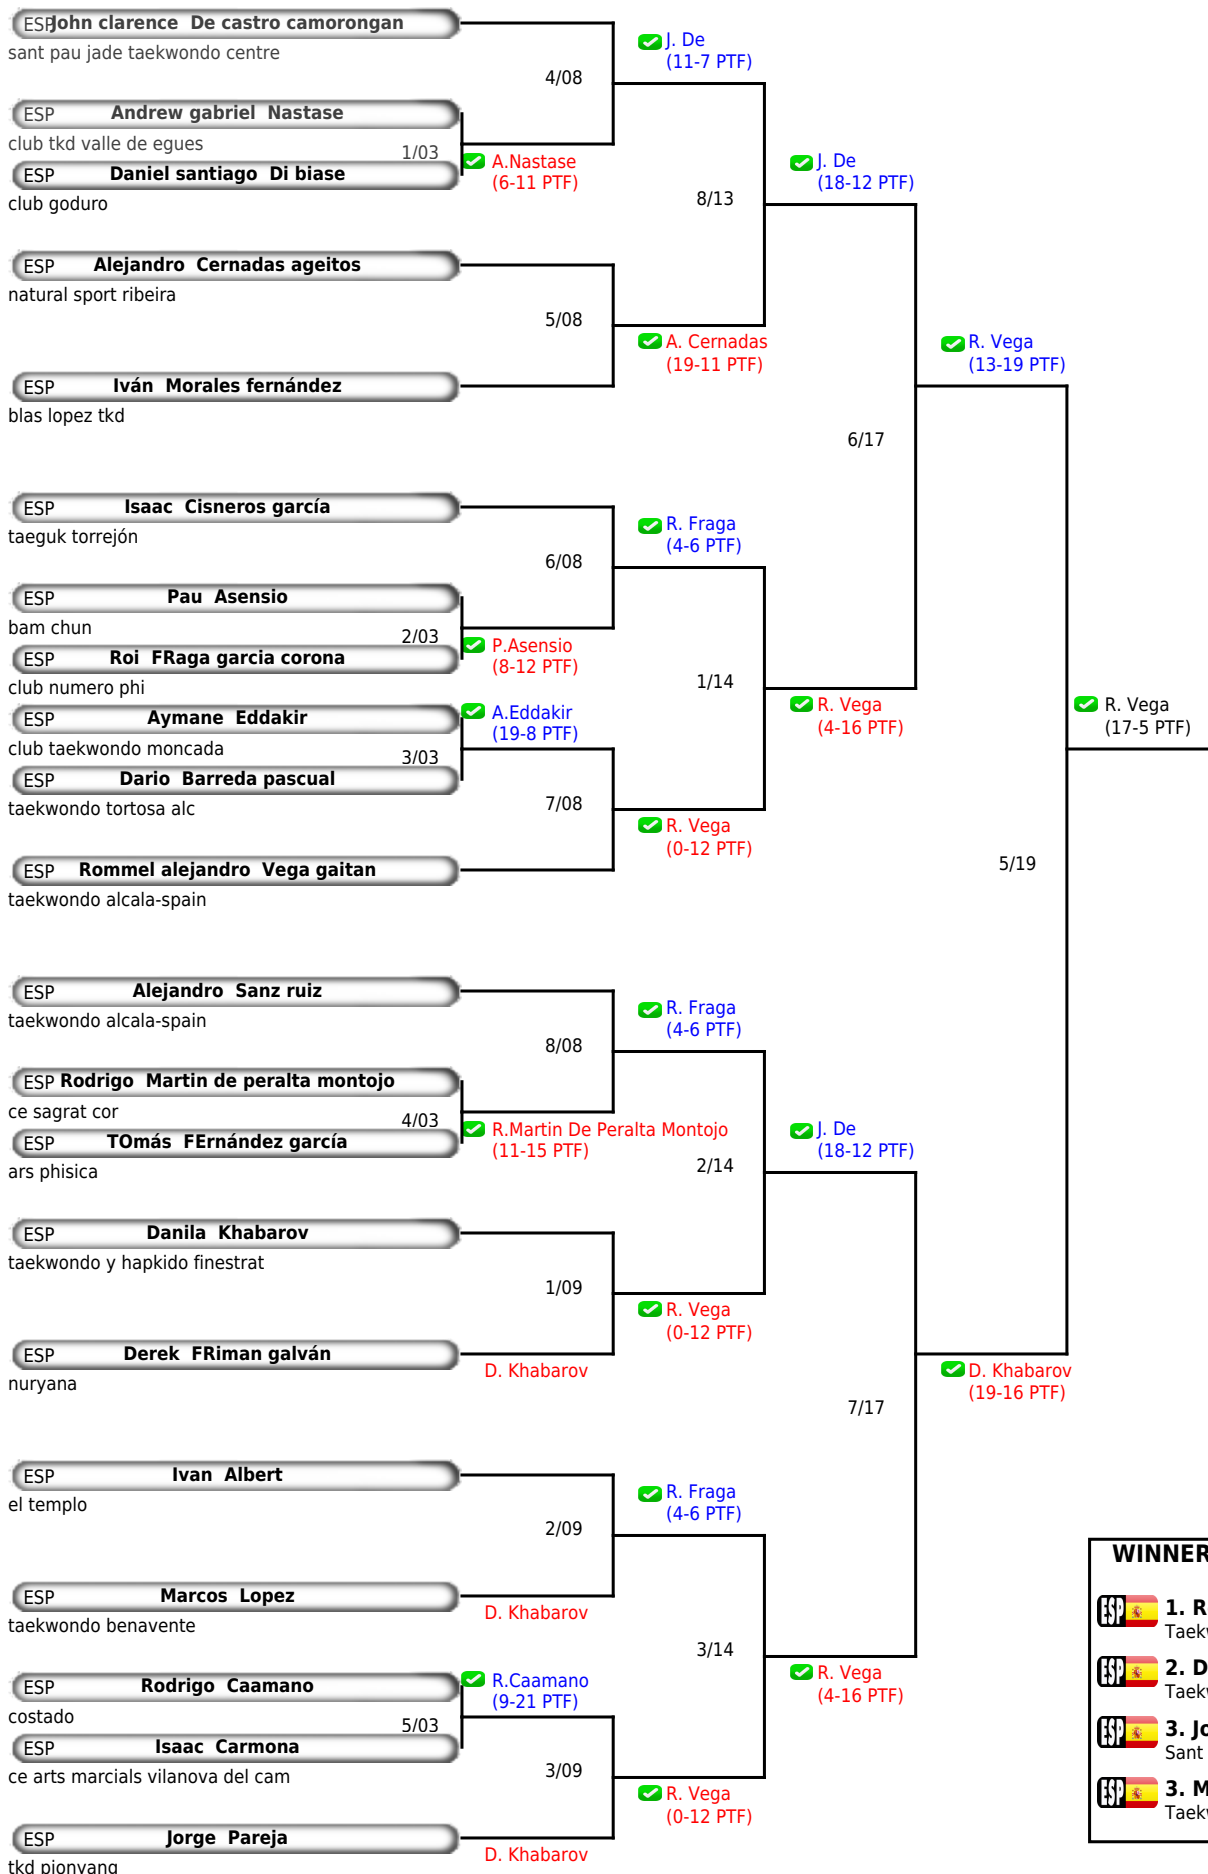 ESP John clarence De castro camorongan
sant pau jade taekwondo centre
J. De
(11-7 PTF)
4/08
ESP Andrew gabriel Nastase
club tkd valle de egues
1/03
A.Nastase
(6-11 PTF)
ESP Daniel santiago Di biase
club goduro
J. De
(18-12 PTF)
8/13
ESP Alejandro Cernadas ageitos
natural sport ribeira
5/08
A. Cernadas
(19-11 PTF)
R. Vega
(13-19 PTF)
ESP Iván Morales fernández
blas lopez tkd
6/17
ESP Isaac Cisneros garcía
taeguk torrejón
R. Fraga
(4-6 PTF)
6/08
ESP Pau Asensio
bam chun
2/03
P.Asensio
(8-12 PTF)
ESP Roi FRaga garcia corona
club numero phi
1/14
ESP Aymane Eddakir
club taekwondo moncada
A.Eddakir
(19-8 PTF)
3/03
R. Vega
(4-16 PTF)
R. Vega
(17-5 PTF)
ESP Dario Barreda pascual
taekwondo tortosa alc
7/08
R. Vega
(0-12 PTF)
ESP Rommel alejandro Vega gaitan
taekwondo alcala-spain
5/19
ESP Alejandro Sanz ruiz
taekwondo alcala-spain
R. Fraga
(4-6 PTF)
8/08
ESP Rodrigo Martin de peralta montojo
ce sagrat cor
4/03
R.Martin De Peralta Montojo
(11-15 PTF)
ESP TOmás FErnández garcía
ars phisica
J. De
(18-12 PTF)
2/14
ESP Danila Khabarov
taekwondo y hapkido finestrat
1/09
R. Vega
(0-12 PTF)
ESP Derek FRiman galván
nuryana
D. Khabarov
D. Khabarov
(19-16 PTF)
7/17
ESP Ivan Albert
el templo
R. Fraga
(4-6 PTF)
2/09
ESP Marcos Lopez
taekwondo benavente
D. Khabarov
3/14
ESP Rodrigo Caamano
costado
R.Caamano
(9-21 PTF)
5/03
R. Vega
(4-16 PTF)
ESP Isaac Carmona
ce arts marcials vilanova del cam
3/09
R. Vega
(0-12 PTF)
ESP Jorge Pareja
tkd pionyang
D. Khabarov
WINNER
ESP 1. R
Taekw
ESP 2. D
Taekw
ESP 3. Jo
Sant
ESP 3. M
Taekw